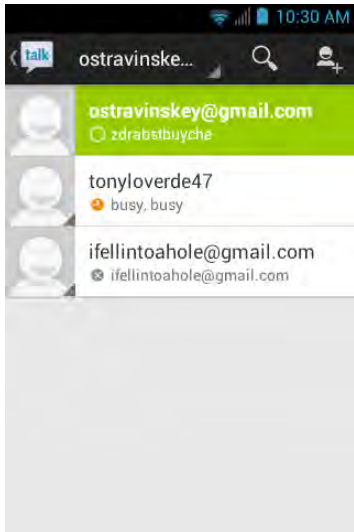 10:30 AM
talk
ostravinske...
ostravinskey@gmail.com
zdrabstbuyche
tonyloverde47
busy, busy
ifellintoahole@gmail.com
ifellintoahole@gmail.com